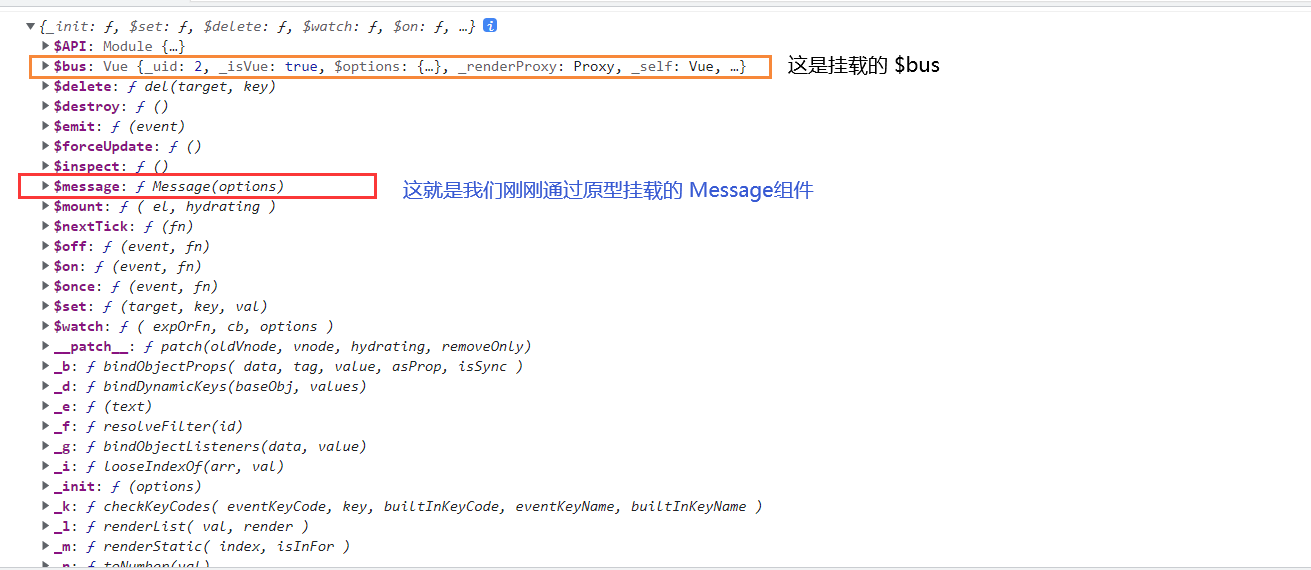 ▼{_init: ƒ, $set: ƒ, $delete: ƒ, $watch: ƒ, $on: ƒ, …} i
▶$API: Module {…}
▶$bus: Vue {_uid: 2, _isVue: true, $options: {…}, _renderProxy: Proxy, _self: Vue, …} 这是挂载的 $bus
▶$delete: ƒ del(target, key)
▶$destroy: ƒ ()
▶$emit: ƒ (event)
▶$forceUpdate: ƒ ()
▶$inspect: ƒ ()
▶$message: ƒ Message(options) 这就是我们刚刚通过原型挂载的 Message组件
▶$mount: ƒ ( el, hydrating )
▶$nextTick: ƒ (fn)
▶$off: ƒ (event, fn)
▶$on: ƒ (event, fn)
▶$once: ƒ (event, fn)
▶$set: ƒ (target, key, val)
▶$watch: ƒ ( expOrFn, cb, options )
▶__patch__: ƒ patch(oldVnode, vnode, hydrating, removeOnly)
▶_b: ƒ bindObjectProps( data, tag, value, asProp, isSync )
▶_d: ƒ bindDynamicKeys(baseObj, values)
▶_e: ƒ (text)
▶_f: ƒ resolveFilter(id)
▶_g: ƒ bindObjectListeners(data, value)
▶_i: ƒ looseIndexOf(arr, val)
▶_init: ƒ (options)
▶_k: ƒ checkKeyCodes( eventKeyCode, key, builtInKeyCode, eventKeyName, builtInKeyName )
▶_l: ƒ renderList( val, render )
▶_m: ƒ renderStatic( index, isInFor )
▶_n: ƒ toNumber(val)